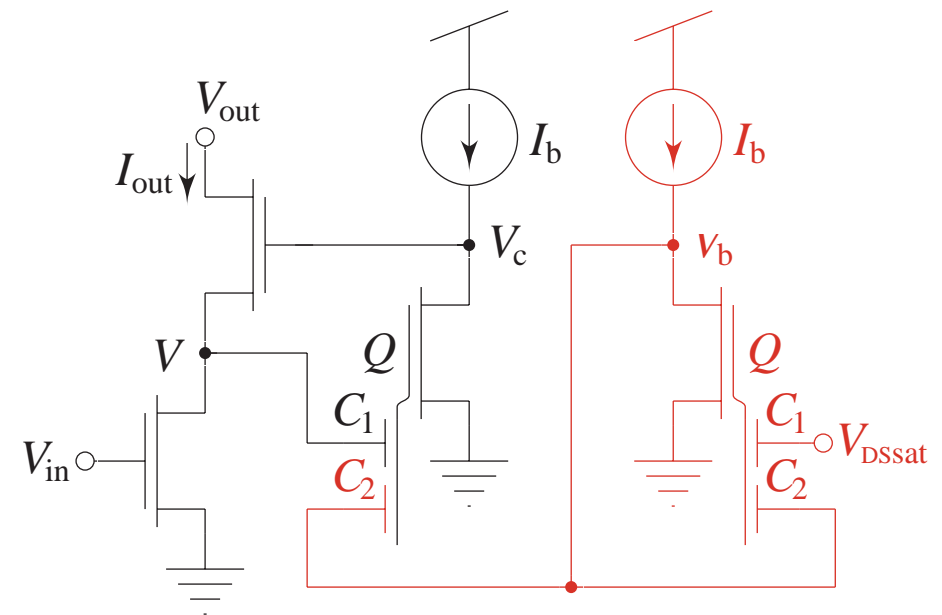 V_out
I_out
I_b
I_b
V_c
v_b
V
Q
Q
C_1
C_1
V_in
V_DSsat
C_2
C_2